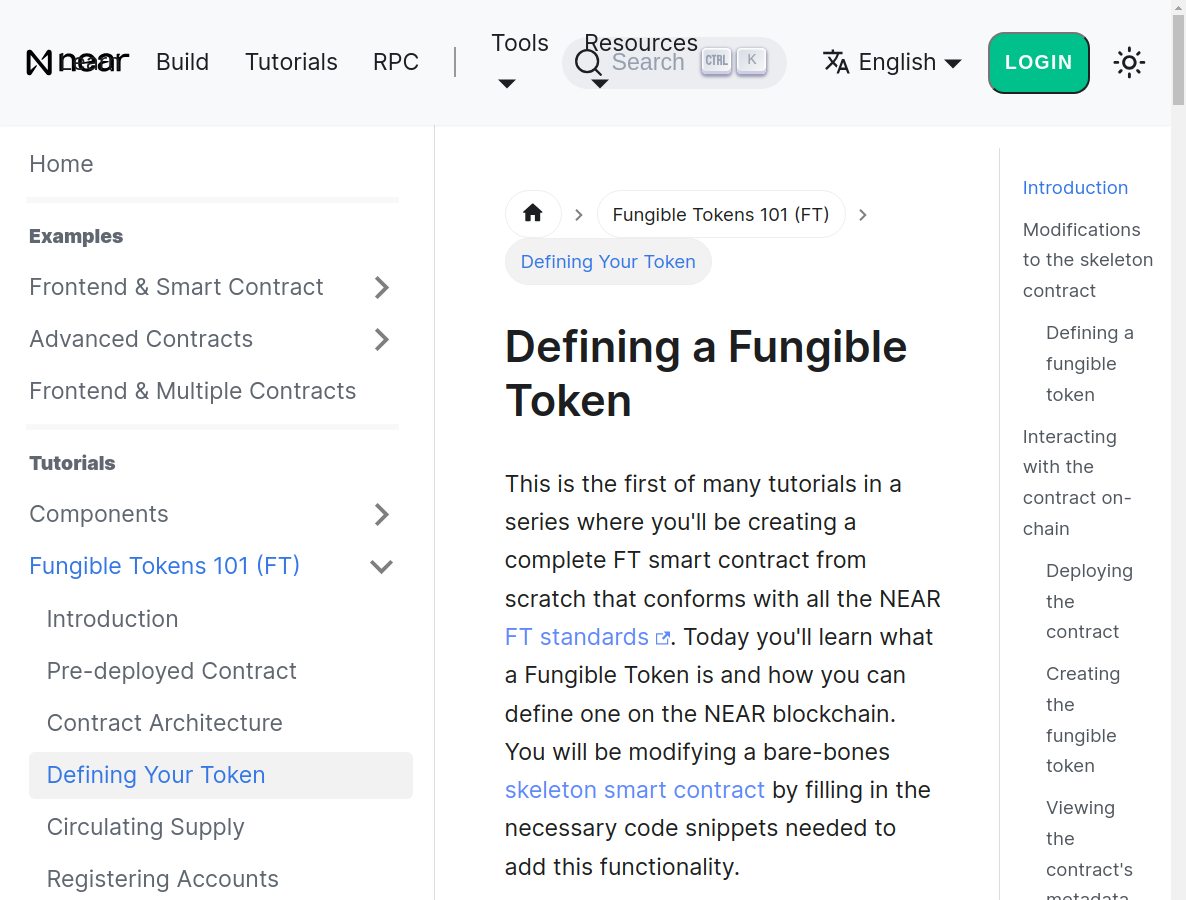 near
Learn
Build
Tutorials
RPC
Tools
Resources
Search
CTRL
K
English
LOGIN
Home
Examples
Frontend & Smart Contract
Advanced Contracts
Frontend & Multiple Contracts
Tutorials
Components
Fungible Tokens 101 (FT)
Introduction
Pre-deployed Contract
Contract Architecture
Defining Your Token
Circulating Supply
Registering Accounts
Fungible Tokens 101 (FT)
Defining Your Token
Defining a Fungible
Token
This is the first of many tutorials in a
series where you'll be creating a
complete FT smart contract from
scratch that conforms with all the NEAR
FT standards. Today you'll learn what
a Fungible Token is and how you can
define one on the NEAR blockchain.
You will be modifying a bare-bones
skeleton smart contract by filling in the
necessary code snippets needed to
add this functionality.
Introduction
Modifications
to the skeleton
contract
Defining a
fungible
token
Interacting
with the
contract on-
chain
Deploying
the
contract
Creating
the
fungible
token
Viewing
the
contract's
metadata